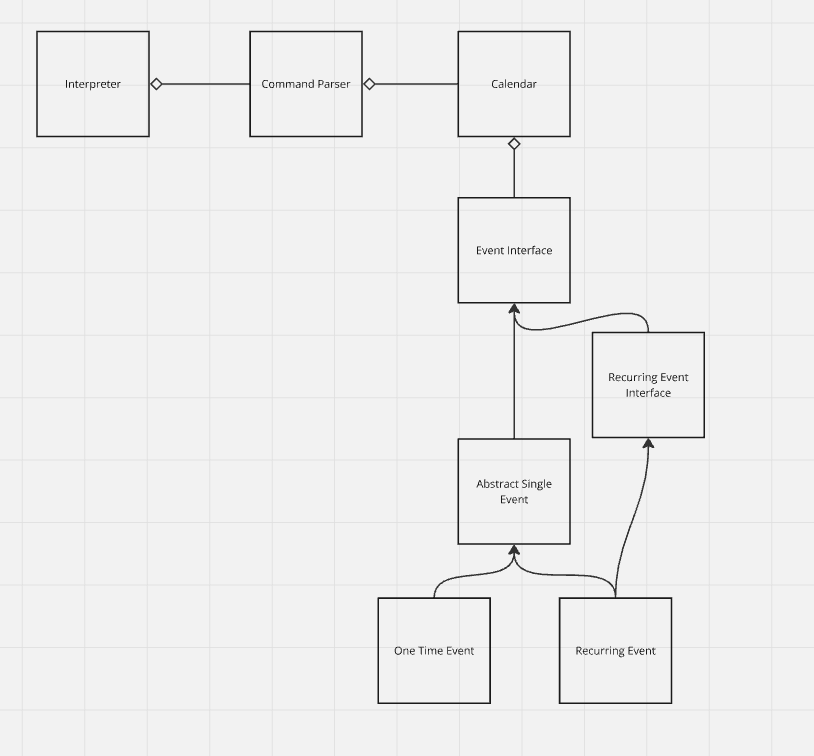 Interpreter
Command Parser
Calendar
Event Interface
Recurring Event
Interface
Abstract Single
Event
One Time Event
Recurring Event